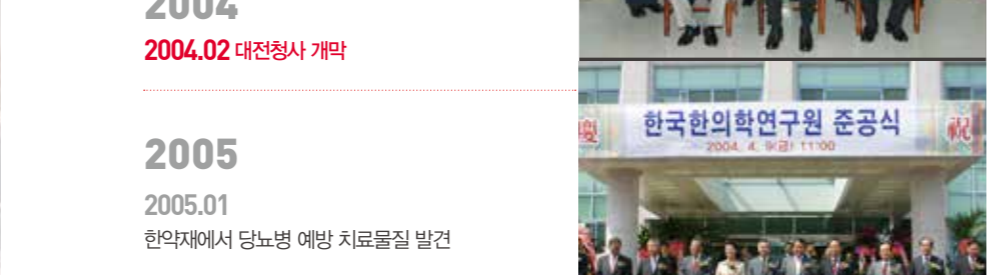 2004
2004.02 대전청사 개막
2005
2005.01
한약재에서 당뇨병 예방 치료물질 발견
慶 한국한의학연구원 준공식 祝
2004. 4. 9(금) 11:00